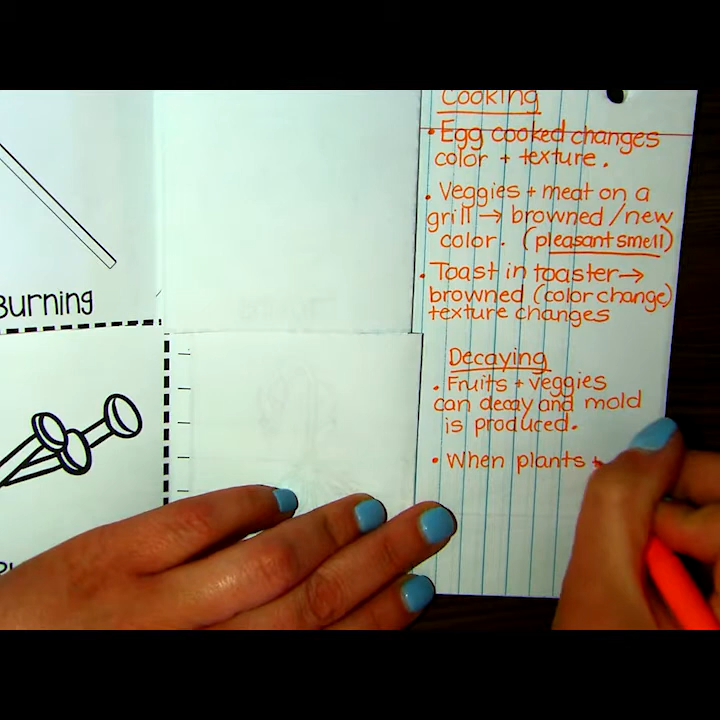 Burning
Cooking
• Egg cooked changes
color + texture.
• Veggies + meat on a
grill → browned/new
color. (pleasant smell)
• Toast in toaster →
browned (color change)
texture changes
Decaying
• Fruits + veggies
can decay and mold
is produced.
• When plants +